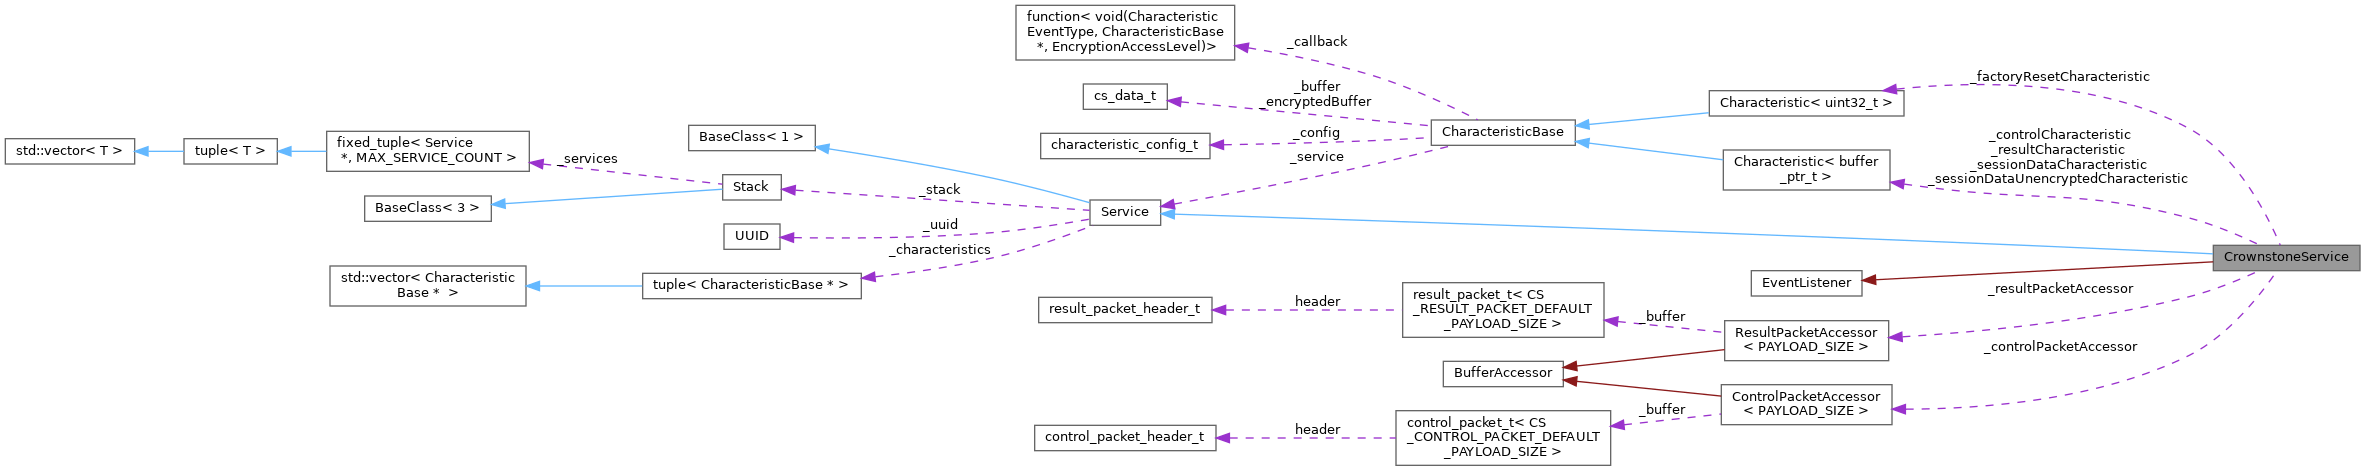 function< void(Characteristic
EventType, CharacteristicBase
*, EncryptionAccessLevel)>
_callback
cs_data_t
_buffer
_encryptedBuffer
characteristic_config_t
_config
_service
CharacteristicBase
Characteristic< uint32_t >
_factoryResetCharacteristic
Characteristic< buffer
_ptr_t >
_controlCharacteristic
_resultCharacteristic
_sessionDataCharacteristic
_sessionDataUnencryptedCharacteristic
std::vector< T >
tuple< T >
fixed_tuple< Service
*, MAX_SERVICE_COUNT >
_services
BaseClass< 1 >
Stack
_stack
BaseClass< 3 >
UUID
_uuid
Service
_characteristics
std::vector< Characteristic
Base * >
tuple< CharacteristicBase * >
CrownstoneService
EventListener
result_packet_header_t
header
result_packet_t< CS
_RESULT_PACKET_DEFAULT
_PAYLOAD_SIZE >
_buffer
ResultPacketAccessor
< PAYLOAD_SIZE >
_resultPacketAccessor
BufferAccessor
_controlPacketAccessor
ControlPacketAccessor
< PAYLOAD_SIZE >
_buffer
control_packet_t< CS
_CONTROL_PACKET_DEFAULT
_PAYLOAD_SIZE >
header
control_packet_header_t